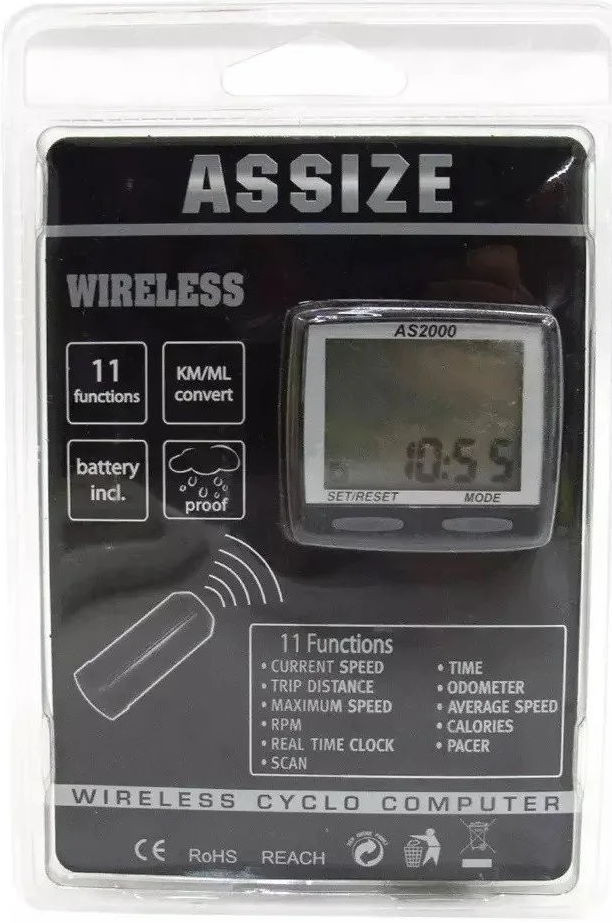 ASSIZE
WIRELESS
11
functions
KM/ML
convert
battery
incl.
proof
AS2000
10:55
SET/RESET MODE
11 Functions
• CURRENT SPEED
• TRIP DISTANCE
• MAXIMUM SPEED
• RPM
• REAL TIME CLOCK
• SCAN
• TIME
• ODOMETER
• AVERAGE SPEED
• CALORIES
• PACER
WIRELESS CYCLO COMPUTER
CE RoHS REACH